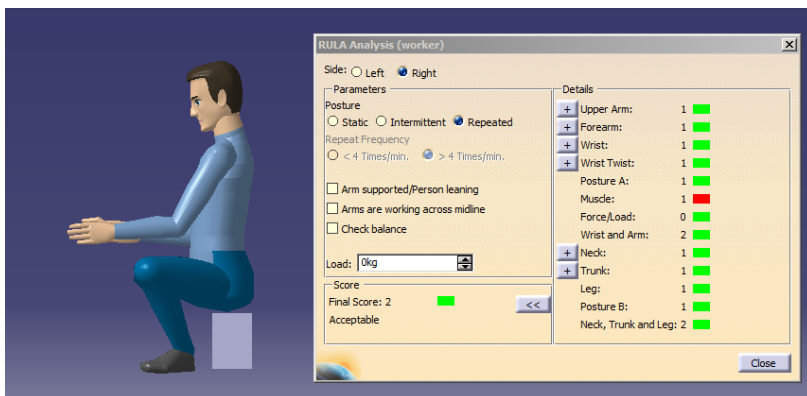 RULA Analysis (worker)
Side: Left Right
Parameters
Posture
Static Intermittent Repeated
Repeat Frequency
< 4 Times/min. > 4 Times/min.
Arm supported/Person leaning
Arms are working across midline
Check balance
Load: 0kg
Score
Final Score: 2
<<
Acceptable
Details
+ Upper Arm: 1
+ Forearm: 1
+ Wrist: 1
+ Wrist Twist: 1
Posture A: 1
Muscle: 1
Force/Load: 0
Wrist and Arm: 2
+ Neck: 1
+ Trunk: 1
Leg: 1
Posture B: 1
Neck, Trunk and Leg: 2
Close